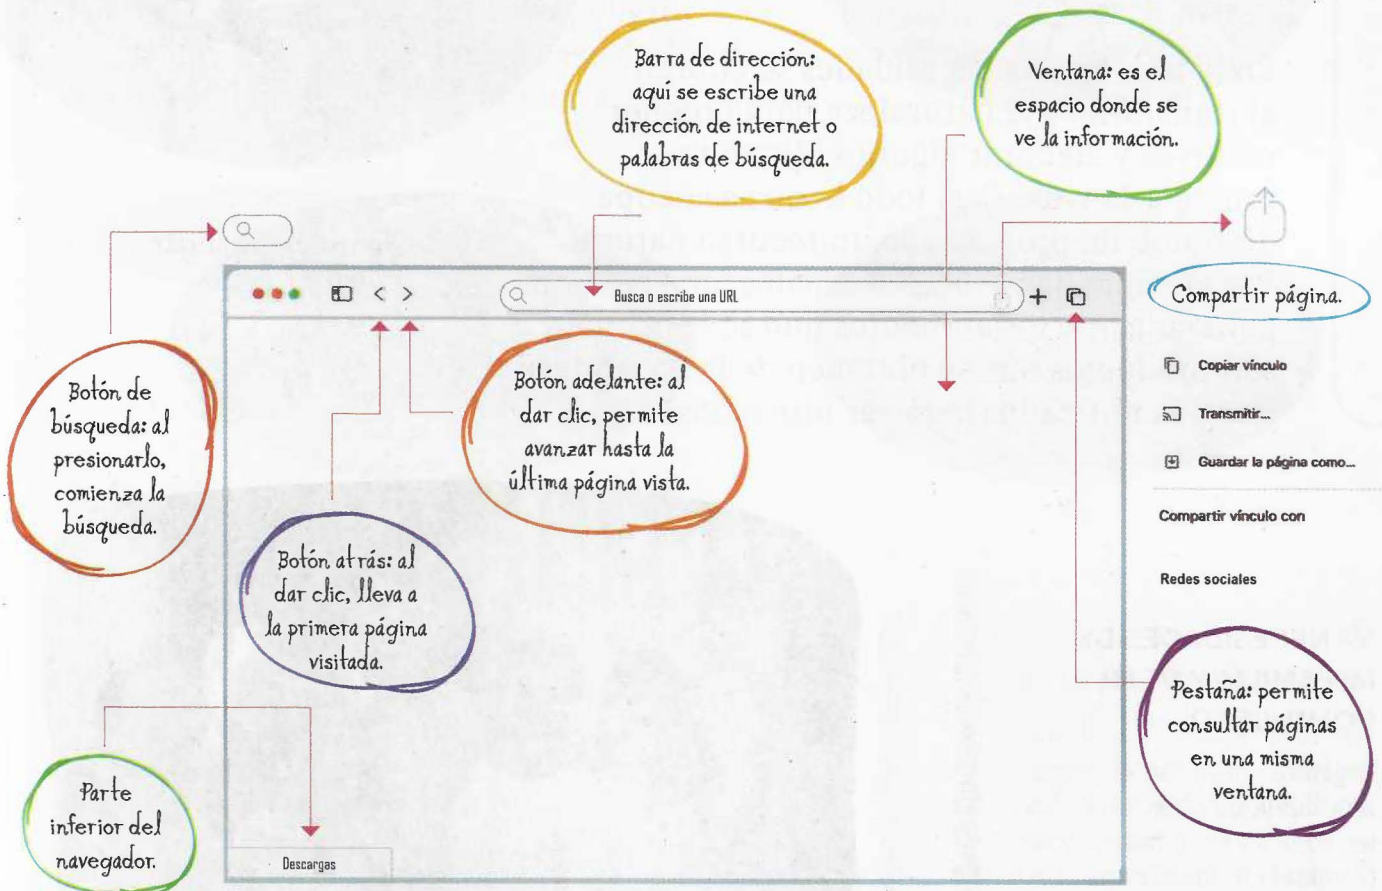 Barra de dirección:
aquí se escribe una
dirección de internet o
palabras de búsqueda.
Ventana: es el
espacio donde se
ve la información.
Busca o escribe una URL
Compartir página.
Copiar vínculo
Transmitir...
Guardar la página como...
Compartir vínculo con
Redes sociales
Botón de
búsqueda: al
presionarlo,
comienza la
búsqueda.
Botón adelante: al
dar clic, permite
avanzar hasta la
última página vista.
Botón atrás: al
dar clic, lleva a
la primera página
visitada.
Pestaña: permite
consultar páginas
en una misma
ventana.
Parte
inferior del
navegador.
Descargas